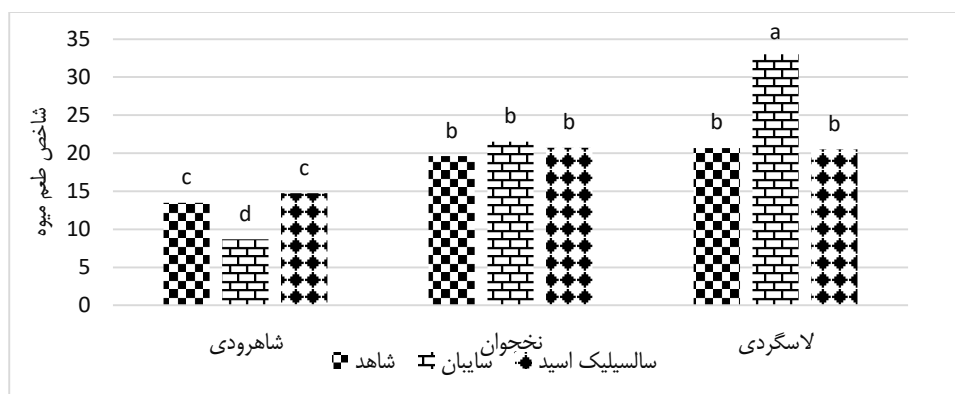 شاخص طعم میوه
35
30
25
20
15
10
5
0
c d c b b b b a b
شاهرودی نخجوان لاسگردی
شاهد سایبان سالسیلیک اسید